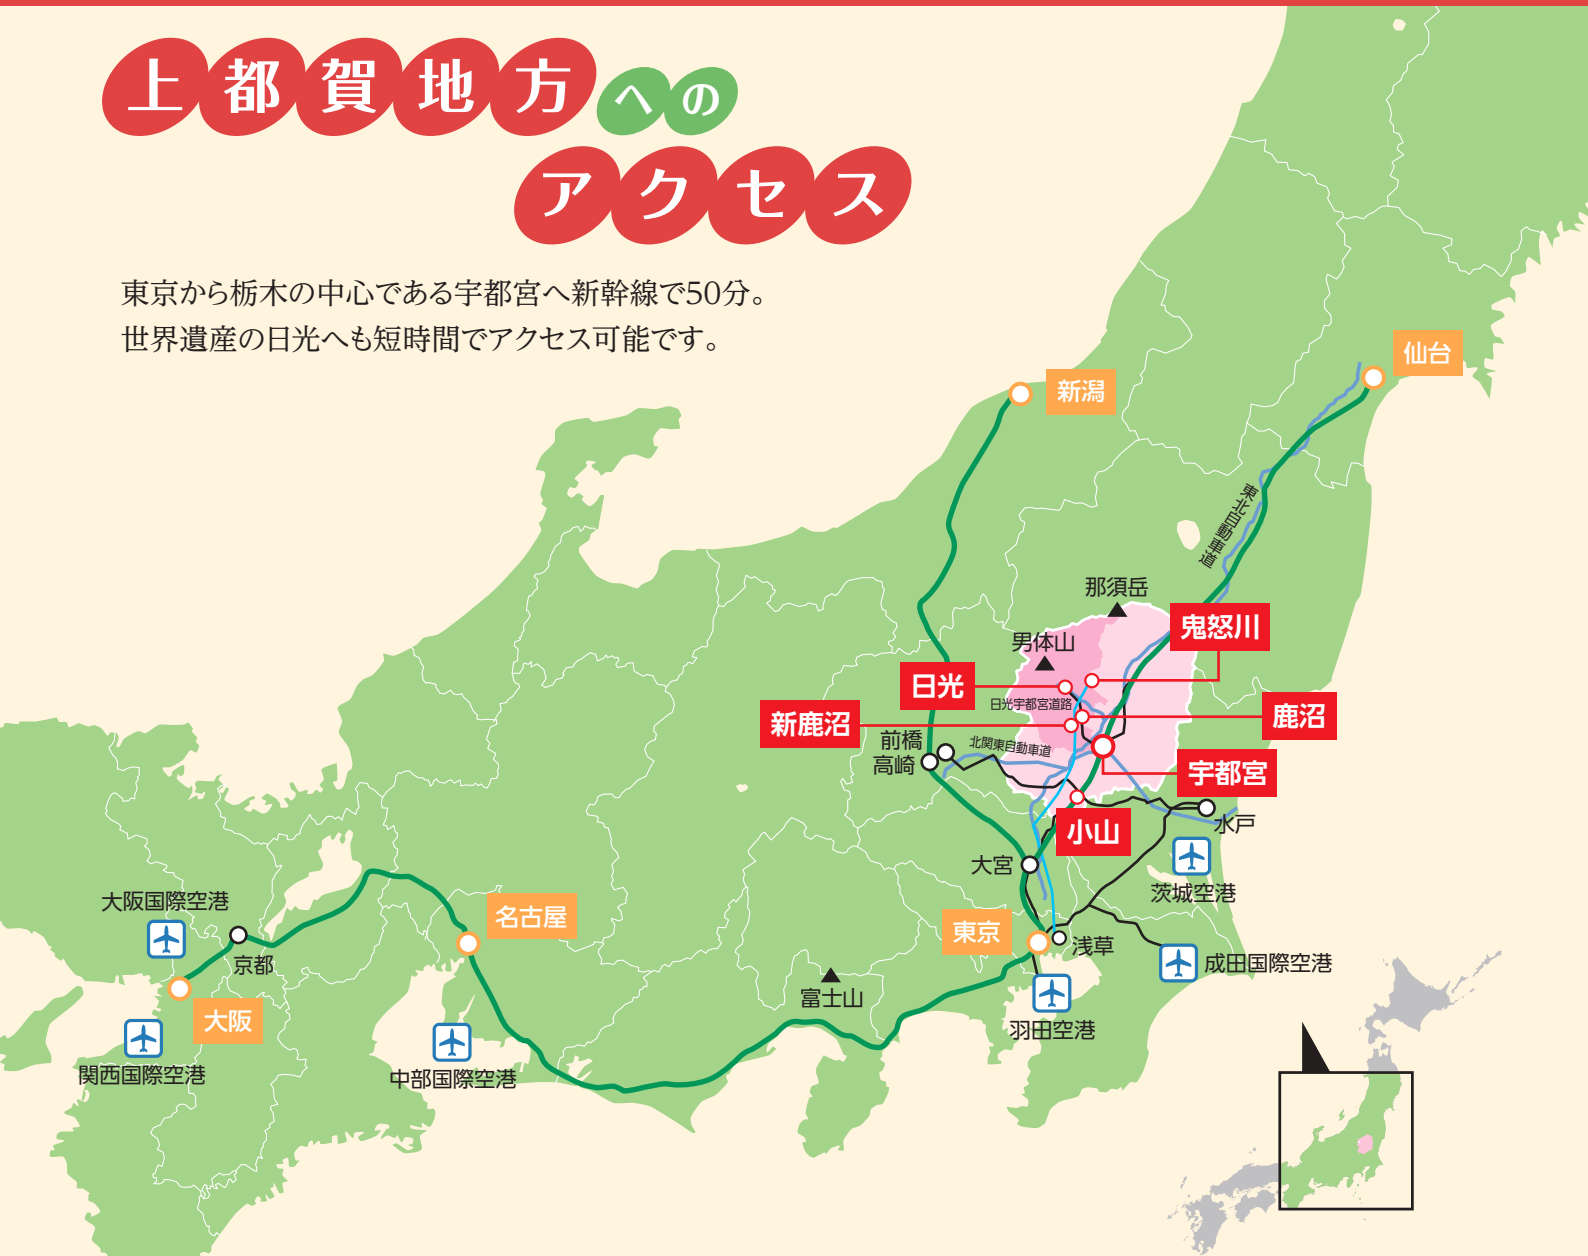 上都賀地方への
アクセス
東京から栃木の中心である宇都宮へ新幹線で50分。
世界遺産の日光へも短時間でアクセス可能です。
仙台
新潟
東北自動車道
那須岳
鬼怒川
男体山
日光
日光宇都宮道路
新鹿沼
鹿沼
前橋
高崎
北関東自動車道
宇都宮
小山
水戸
大宮
茨城空港
大阪国際空港
名古屋
東京
浅草
京都
成田国際空港
富士山
大阪
羽田空港
関西国際空港
中部国際空港